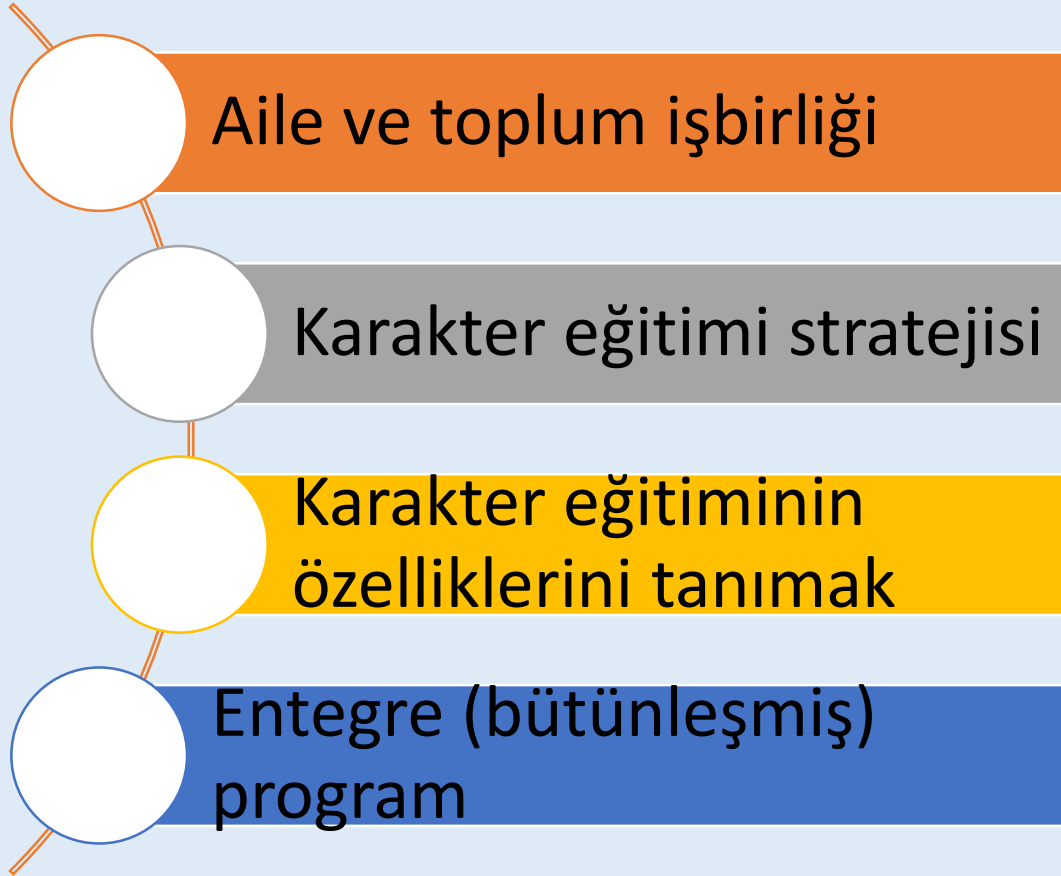 Aile ve toplum işbirliği
Karakter eğitimi stratejisi
Karakter eğitiminin
özelliklerini tanımak
Entegre (bütünleşmiş)
program